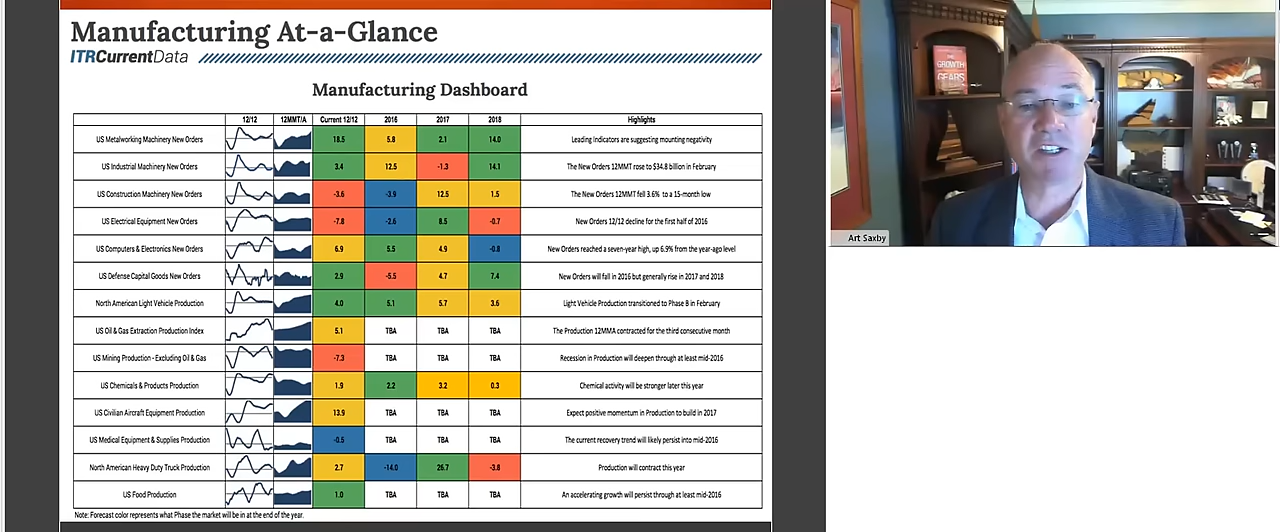 Manufacturing At-a-Glance
ITRCurrentData
Manufacturing Dashboard
12/12 12MMT/A Current 12/12 2016 2017 2018 Highlights
US Metalworking Machinery New Orders 18.5 5.8 2.1 14.0 Leading Indicators are suggesting mounting negativity
US Industrial Machinery New Orders 3.4 12.5 -1.3 14.1 The New Orders 12MMT rose to $34.8 billion in February
US Construction Machinery New Orders -3.6 -3.9 12.5 1.5 The New Orders 12MMT fell 3.6% to a 15-month low
US Electrical Equipment New Orders -7.8 -2.6 8.5 -0.7 New Orders 12/12 decline for the first half of 2016
US Computers & Electronics New Orders 6.9 5.5 4.9 -0.8 New Orders reached a seven-year high, up 6.9% from the year-ago level
US Defense Capital Goods New Orders 2.9 -5.5 4.7 7.4 New Orders will fall in 2016 but generally rise in 2017 and 2018
North American Light Vehicle Production 4.0 5.1 5.7 3.6 Light Vehicle Production transitioned to Phase B in February
US Oil & Gas Extraction Production Index 5.1 TBA TBA TBA The Production 12MMA contracted for the third consecutive month
US Mining Production - Excluding Oil & Gas -7.3 TBA TBA TBA Recession in Production will deepen through at least mid-2016
US Chemicals & Products Production 1.9 2.2 3.2 0.3 Chemical activity will be stronger later this year
US Civilian Aircraft Equipment Production 13.9 TBA TBA TBA Expect positive momentum in Production to build in 2017
US Medical Equipment & Supplies Production -0.5 TBA TBA TBA The current recovery trend will likely persist into mid-2016
North American Heavy Duty Truck Production 2.7 -14.0 26.7 -3.8 Production will contract this year
US Food Production 1.0 TBA TBA TBA An accelerating growth will persist through at least mid-2016
Note: Forecast color represents what Phase the market will be in at the end of the year.
THE
GROWTH
GEARS
Art Saxby